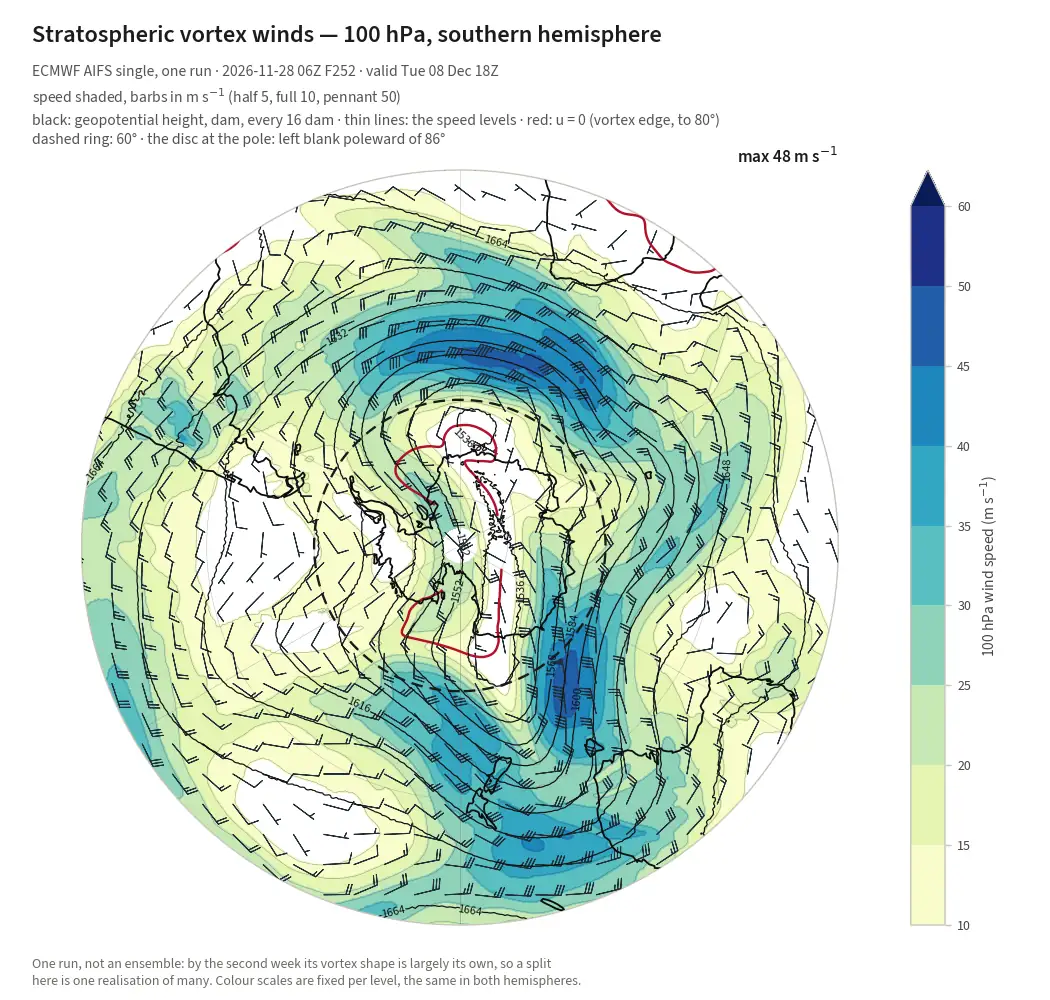 Stratospheric vortex winds — 100 hPa, southern hemisphere
ECMWF AIFS single, one run · 2026-11-28 06Z F252 · valid Tue 08 Dec 18Z
speed shaded, barbs in m s⁻¹ (half 5, full 10, pennant 50)
black: geopotential height, dam, every 16 dam · thin lines: the speed levels · red: u = 0 (vortex edge, to 80°)
dashed ring: 60° · the disc at the pole: left blank poleward of 86°
max 48 m s⁻¹
60
50
45
40
35
30
25
20
15
10
100 hPa wind speed (m s⁻¹)
1664
1632
1536
1648
1552
1536
1584
1568
1600
1616
1664
1664
One run, not an ensemble: by the second week its vortex shape is largely its own, so a split
here is one realisation of many. Colour scales are fixed per level, the same in both hemispheres.